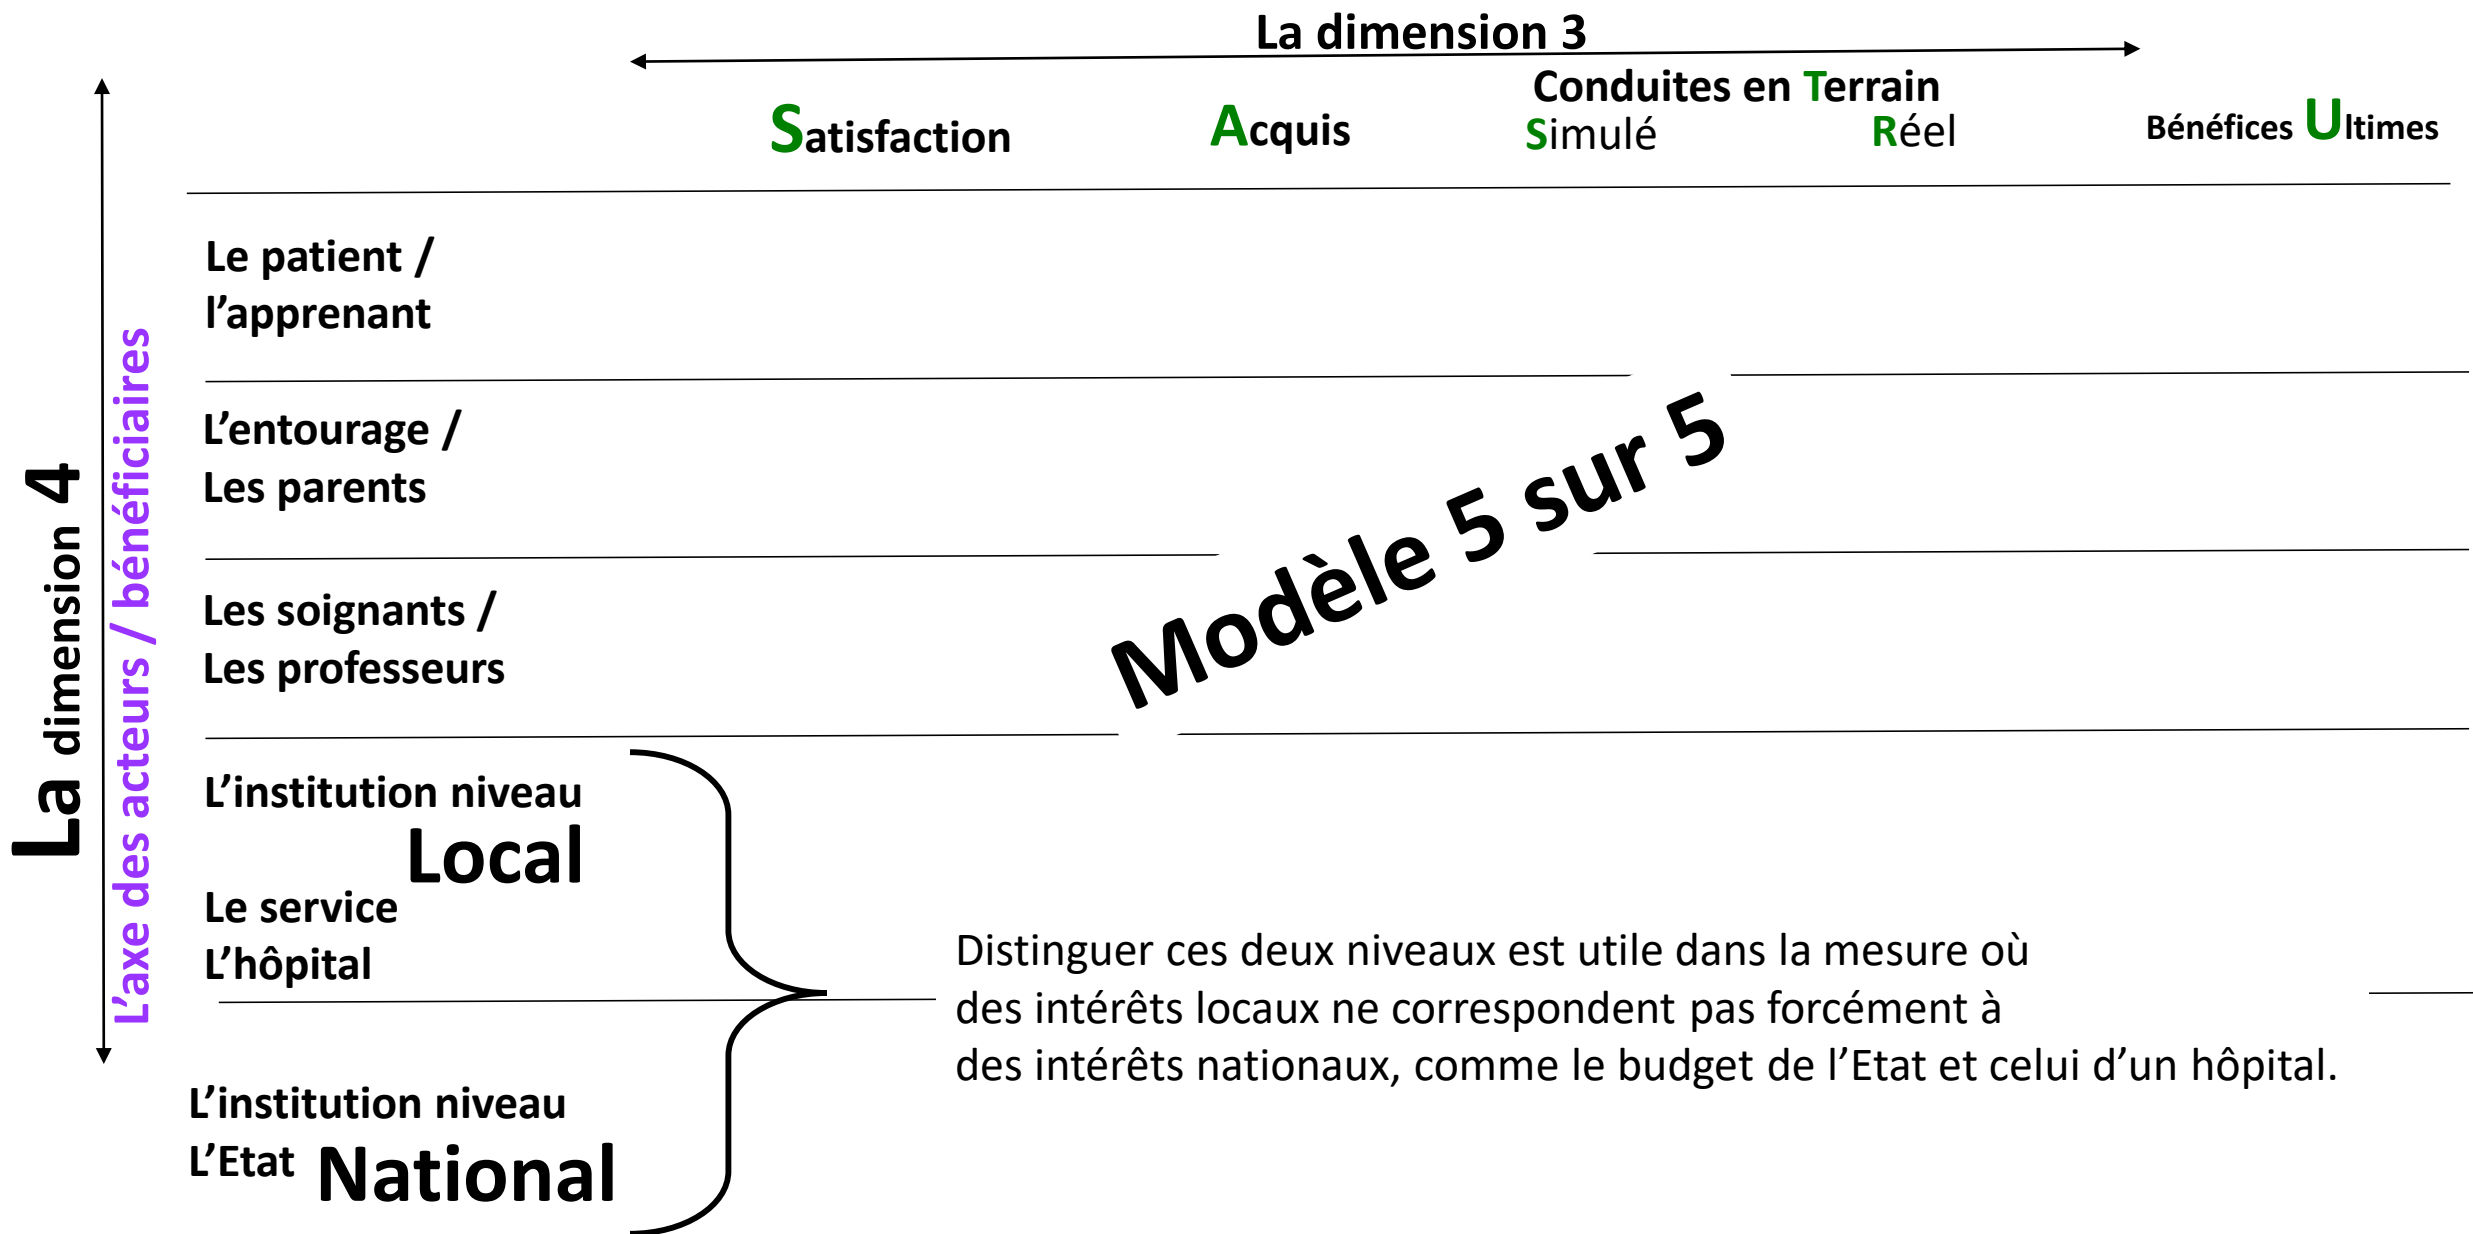 La dimension 3
Conduites en Terrain
Satisfaction
Acquis
Simulé
Réel
Bénéfices Ultimes
La dimension 4
L’axe des acteurs / bénéficiaires
Le patient /
l’apprenant
L’entourage /
Les parents
Modèle 5 sur 5
Les soignants /
Les professeurs
L’institution niveau
Local
Le service
L’hôpital
Distinguer ces deux niveaux est utile dans la mesure où
des intérêts locaux ne correspondent pas forcément à
des intérêts nationaux, comme le budget de l’Etat et celui d’un hôpital.
L’institution niveau
L’Etat National